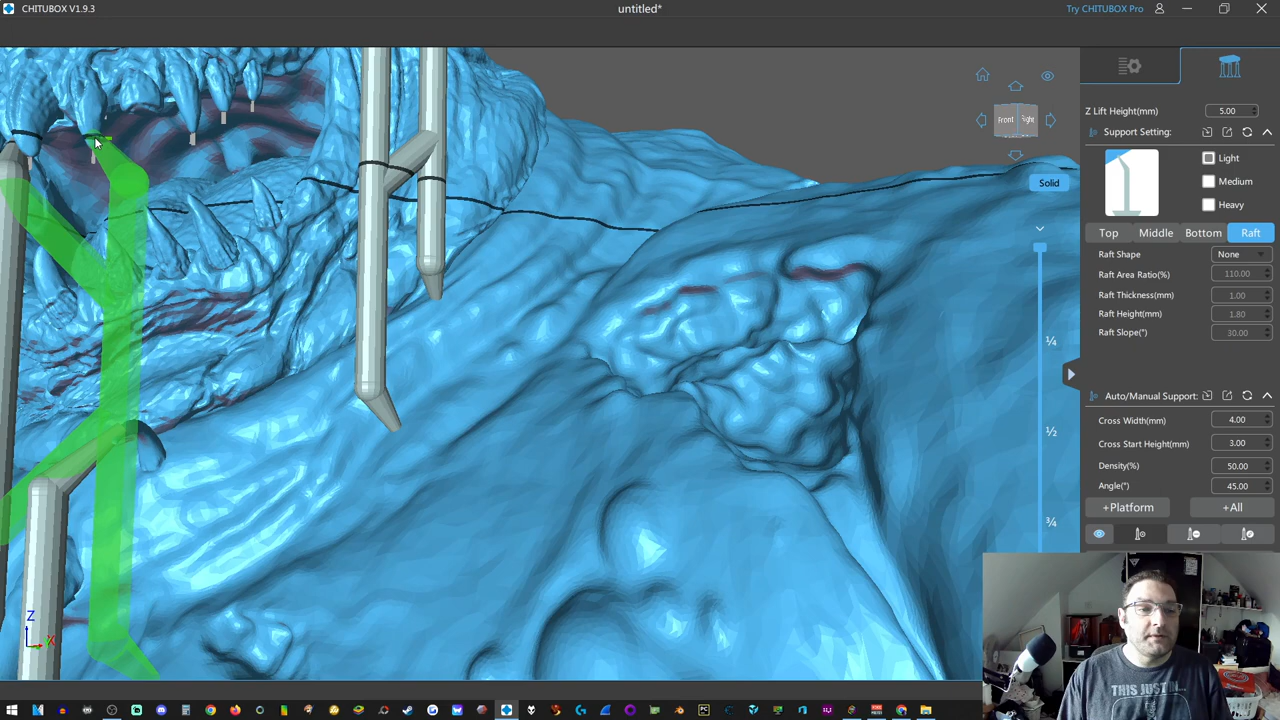 CHITUBOX V1.9.3
untitled*
Try CHITUBOX Pro
Z Lift Height(mm)
5.00
Support Setting:
Front
Right
Light
Medium
Heavy
Solid
Top
Middle
Bottom
Raft
Raft Shape
None
Raft Area Ratio(%)
110.00
Raft Thickness(mm)
1.00
Raft Height(mm)
1.80
Raft Slope(°)
30.00
¼
Auto/Manual Support:
Cross Width(mm)
4.00
½
Cross Start Height(mm)
3.00
Density(%)
50.00
Angle(°)
45.00
+Platform
+All
¾
Z
X
THIS JUSTIN...